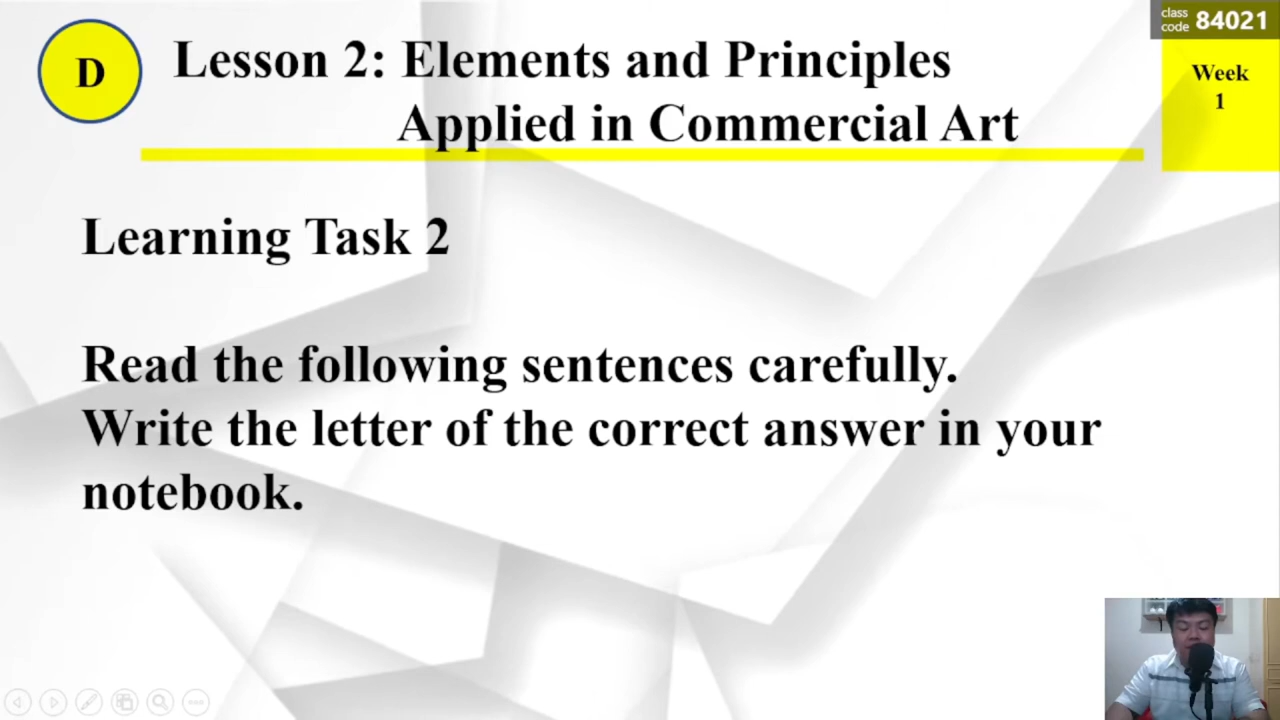 class
code 84021
D
Lesson 2: Elements and Principles
Applied in Commercial Art
Week
1
Learning Task 2
Read the following sentences carefully.
Write the letter of the correct answer in your
notebook.